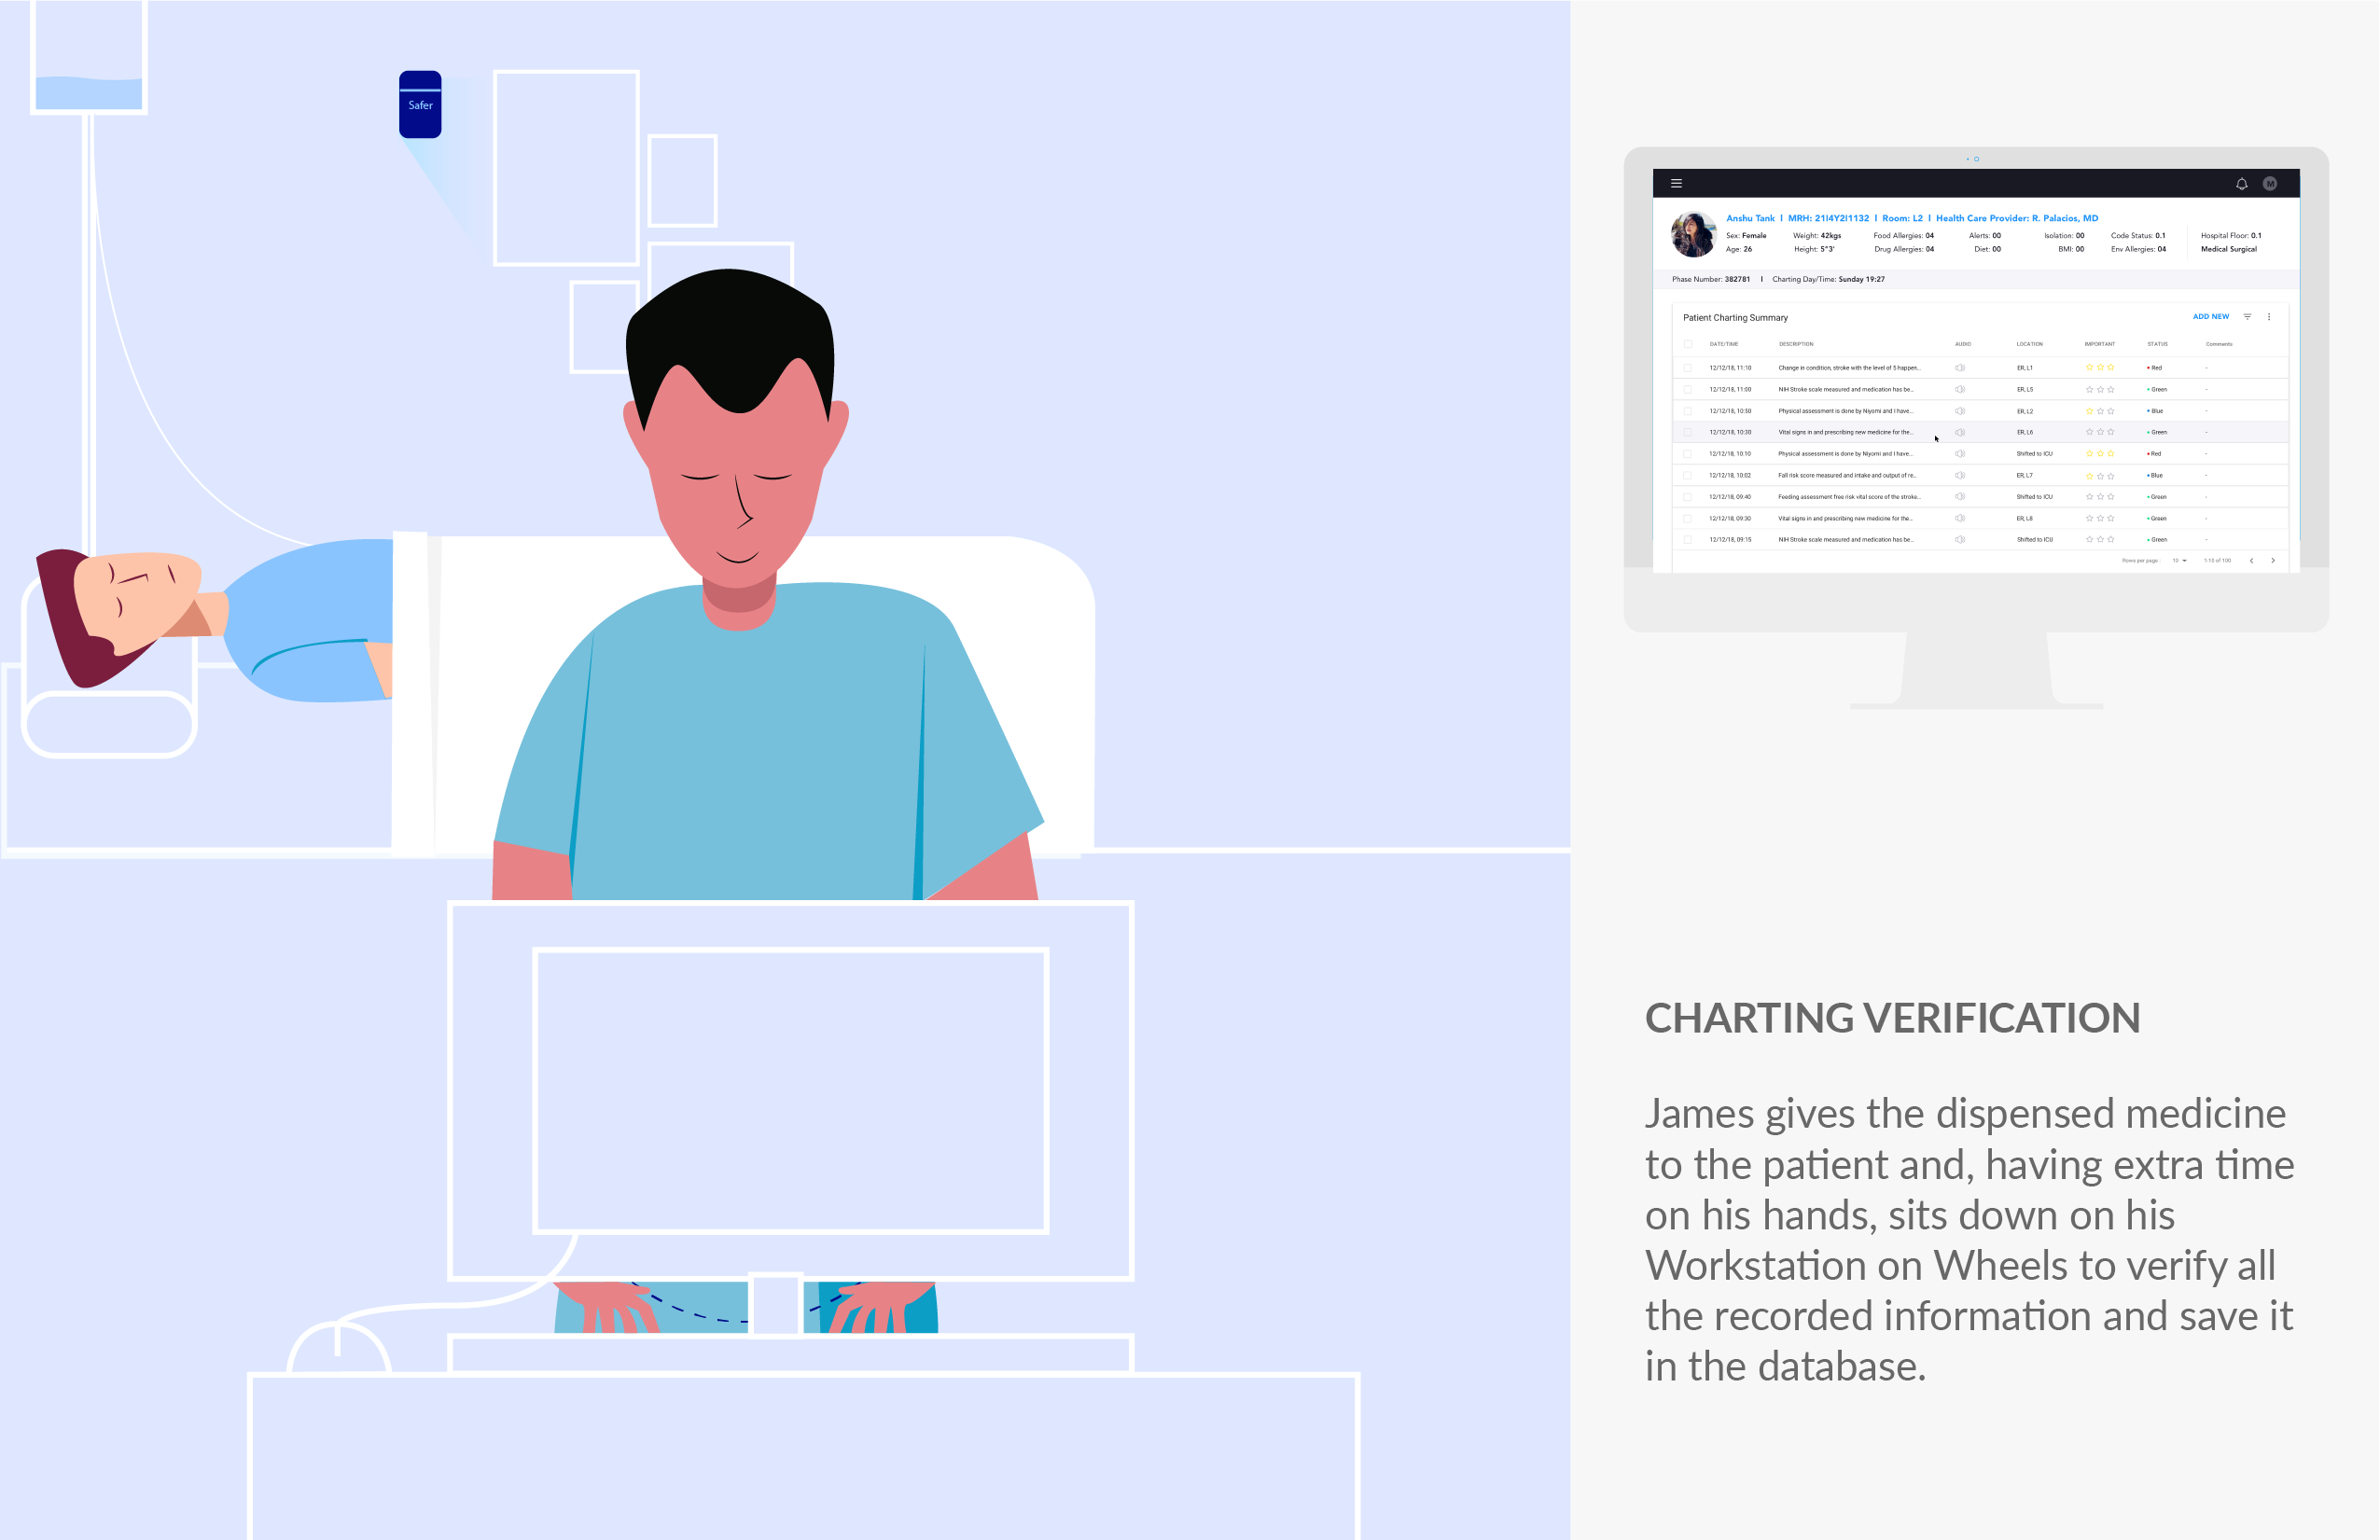 Safer
M
Anshu Tank | MRH: 21I4Y2I1132 | Room: L2 | Health Care Provider: R. Palacios, MD
Sex: Female Weight: 42kgs Food Allergies: 04 Alerts: 00 Isolation: 00 Code Status: 0.1 Hospital Floor: 0.1
Age: 26 Height: 5"3' Drug Allergies: 04 Diet: 00 BMI: 00 Env Allergies: 04 Medical Surgical
Phase Number: 382781 | Charting Day/Time: Sunday 19:27
Patient Charting Summary ADD NEW
DATE/TIME DESCRIPTION AUDIO LOCATION IMPORTANT STATUS Comments
12/12/18, 11:10 Change in condition, stroke with the level of 5 happen... ER, L1 Red -
12/12/18, 11:00 NIH Stroke scale measured and medication has be... ER, L5 Green -
12/12/18, 10:50 Physical assessment is done by Niyomi and I have... ER, L2 Blue -
12/12/18, 10:30 Vital signs in and prescribing new medicine for the... ER, L6 Green -
12/12/18, 10:10 Physical assessment is done by Niyomi and I have... Shifted to ICU Red -
12/12/18, 10:02 Fall risk score measured and intake and output of re... ER, L7 Blue -
12/12/18, 09:40 Feeding assessment free risk vital score of the stroke... Shifted to ICU Green -
12/12/18, 09:30 Vital signs in and prescribing new medicine for the... ER, L8 Green -
12/12/18, 09:15 NIH Stroke scale measured and medication has be... Shifted to ICU Green -
Rows per page: 10 1-10 of 100
CHARTING VERIFICATION
James gives the dispensed medicine
to the patient and, having extra time
on his hands, sits down on his
Workstation on Wheels to verify all
the recorded information and save it
in the database.